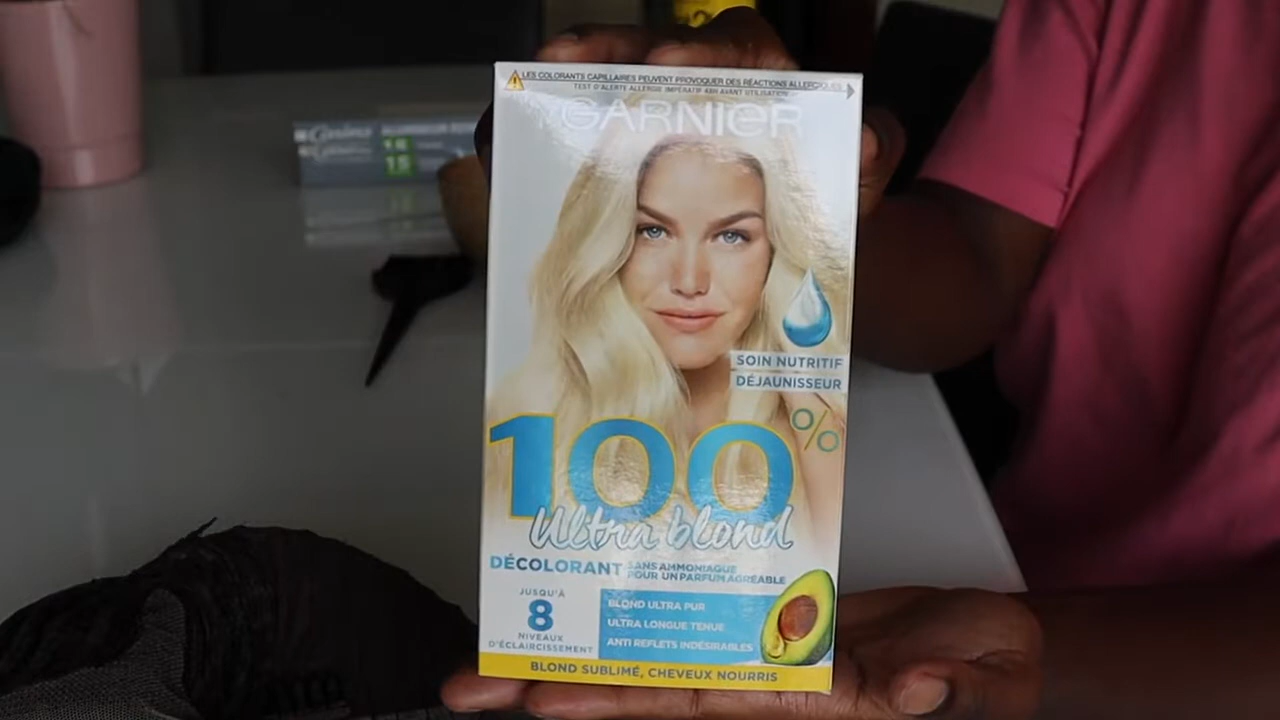 LES COLORANTS CAPILLAIRES PEUVENT PROVOQUER DES RÉACTIONS ALLERGIQUES
TEST D'ALERTE ALLERGIE IMPÉRATIF 48H AVANT UTILISATION
GARNIER
SOIN NUTRITIF
DÉJAUNISSEUR
100%
Ultra blond
DÉCOLORANT SANS AMMONIAQUE
POUR UN PARFUM AGRÉABLE
JUSQU'À
8
NIVEAUX
D'ÉCLAIRCISSEMENT
BLOND ULTRA PUR
ULTRA LONGUE TENUE
ANTI REFLETS INDÉSIRABLES
BLOND SUBLIMÉ, CHEVEUX NOURRIS
15